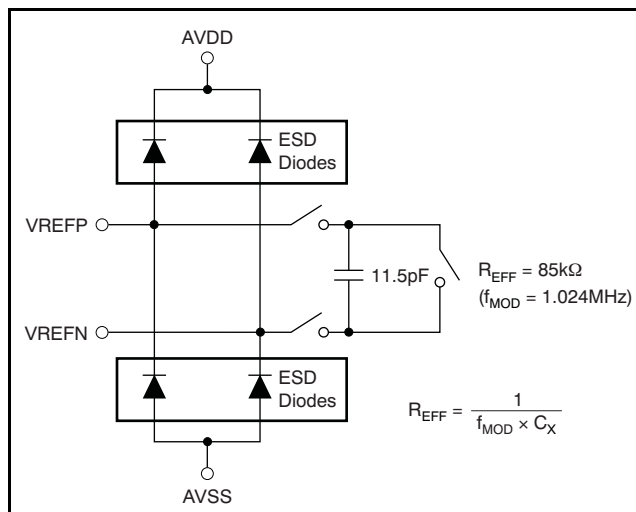 AVDD
ESD
Diodes
VREFP
11.5pF
R_EFF = 85kΩ
(f_MOD = 1.024MHz)
VREFN
ESD
Diodes
R_EFF = 1 / (f_MOD × C_X)
AVSS